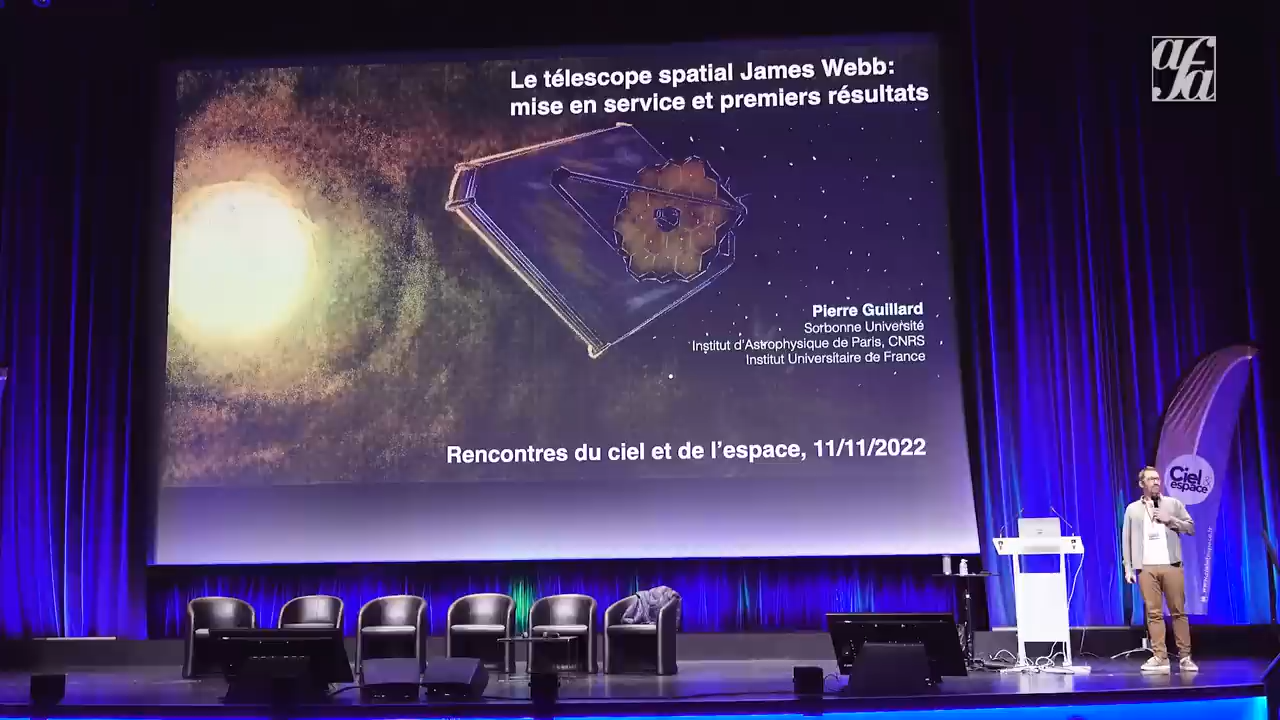 Le télescope spatial James Webb:
mise en service et premiers résultats
Pierre Guillard
Sorbonne Université
Institut d'Astrophysique de Paris, CNRS
Institut Universitaire de France
Rencontres du ciel et de l'espace, 11/11/2022
afa
Ciel &
espace